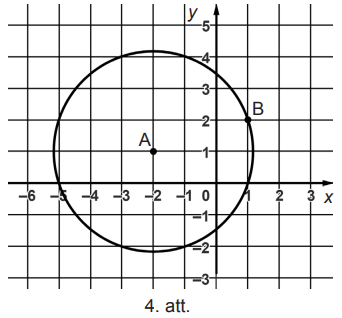 y
5
4
3
B
2
A
1
–6 –5 –4 –3 –2 –1 0 1 2 3 x
–1
–2
–3
4. att.